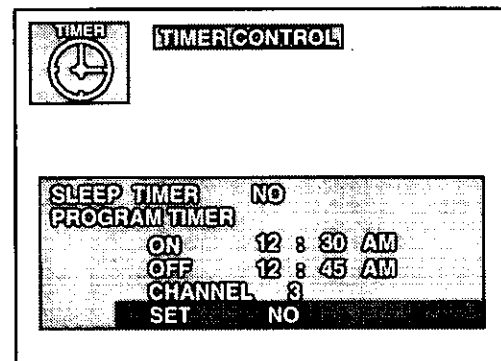 TIMER
TIMER CONTROL
SLEEP TIMER NO
PROGRAM TIMER
ON 12 : 30 AM
OFF 12 : 45 AM
CHANNEL 3
SET NO